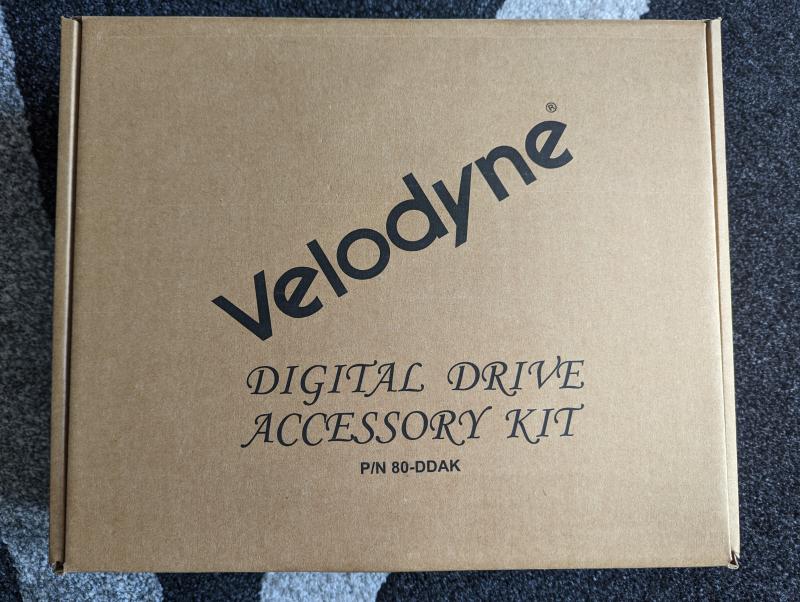 Velodyne®
DIGITAL DRIVE
ACCESSORY KIT
P/N 80-DDAK